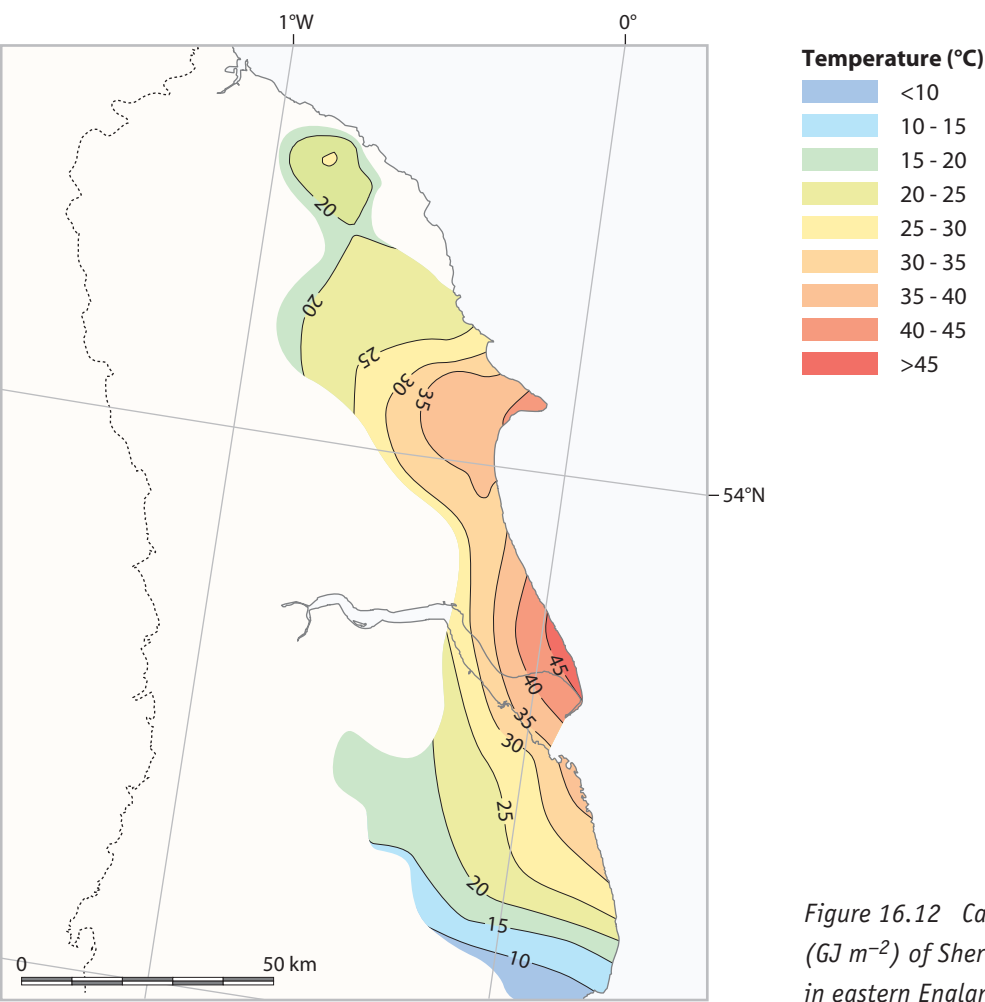 1°W
0°
54°N
20
20
25
30
35
45
40
35
30
25
20
15
10
0
50 km
Temperature (°C)
<10
10 - 15
15 - 20
20 - 25
25 - 30
30 - 35
35 - 40
40 - 45
>45
Figure 16.12 Ca
(GJ m⁻²) of Sher
in eastern Englan